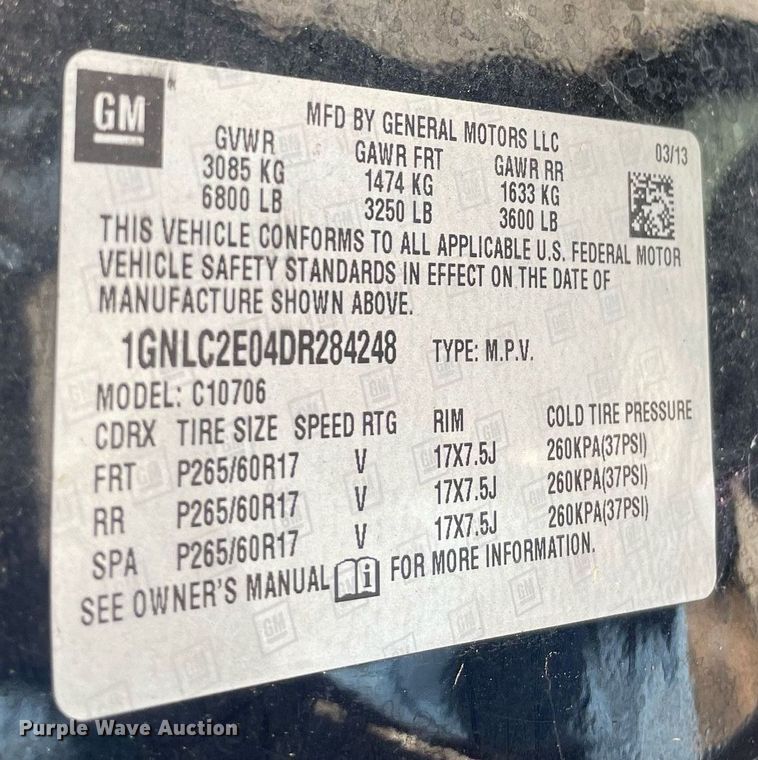 GM
MFD BY GENERAL MOTORS LLC
03/13
GVWR GAWR FRT GAWR RR
3085 KG 1474 KG 1633 KG
6800 LB 3250 LB 3600 LB
THIS VEHICLE CONFORMS TO ALL APPLICABLE U.S. FEDERAL MOTOR
VEHICLE SAFETY STANDARDS IN EFFECT ON THE DATE OF
MANUFACTURE SHOWN ABOVE.
1GNLC2E04DR284248 TYPE: M.P.V.
MODEL: C10706
CDRX TIRE SIZE SPEED RTG RIM COLD TIRE PRESSURE
FRT P265/60R17 V 17X7.5J 260KPA(37PSI)
RR P265/60R17 V 17X7.5J 260KPA(37PSI)
SPA P265/60R17 V 17X7.5J 260KPA(37PSI)
SEE OWNER'S MANUAL i FOR MORE INFORMATION.
Purple Wave Auction